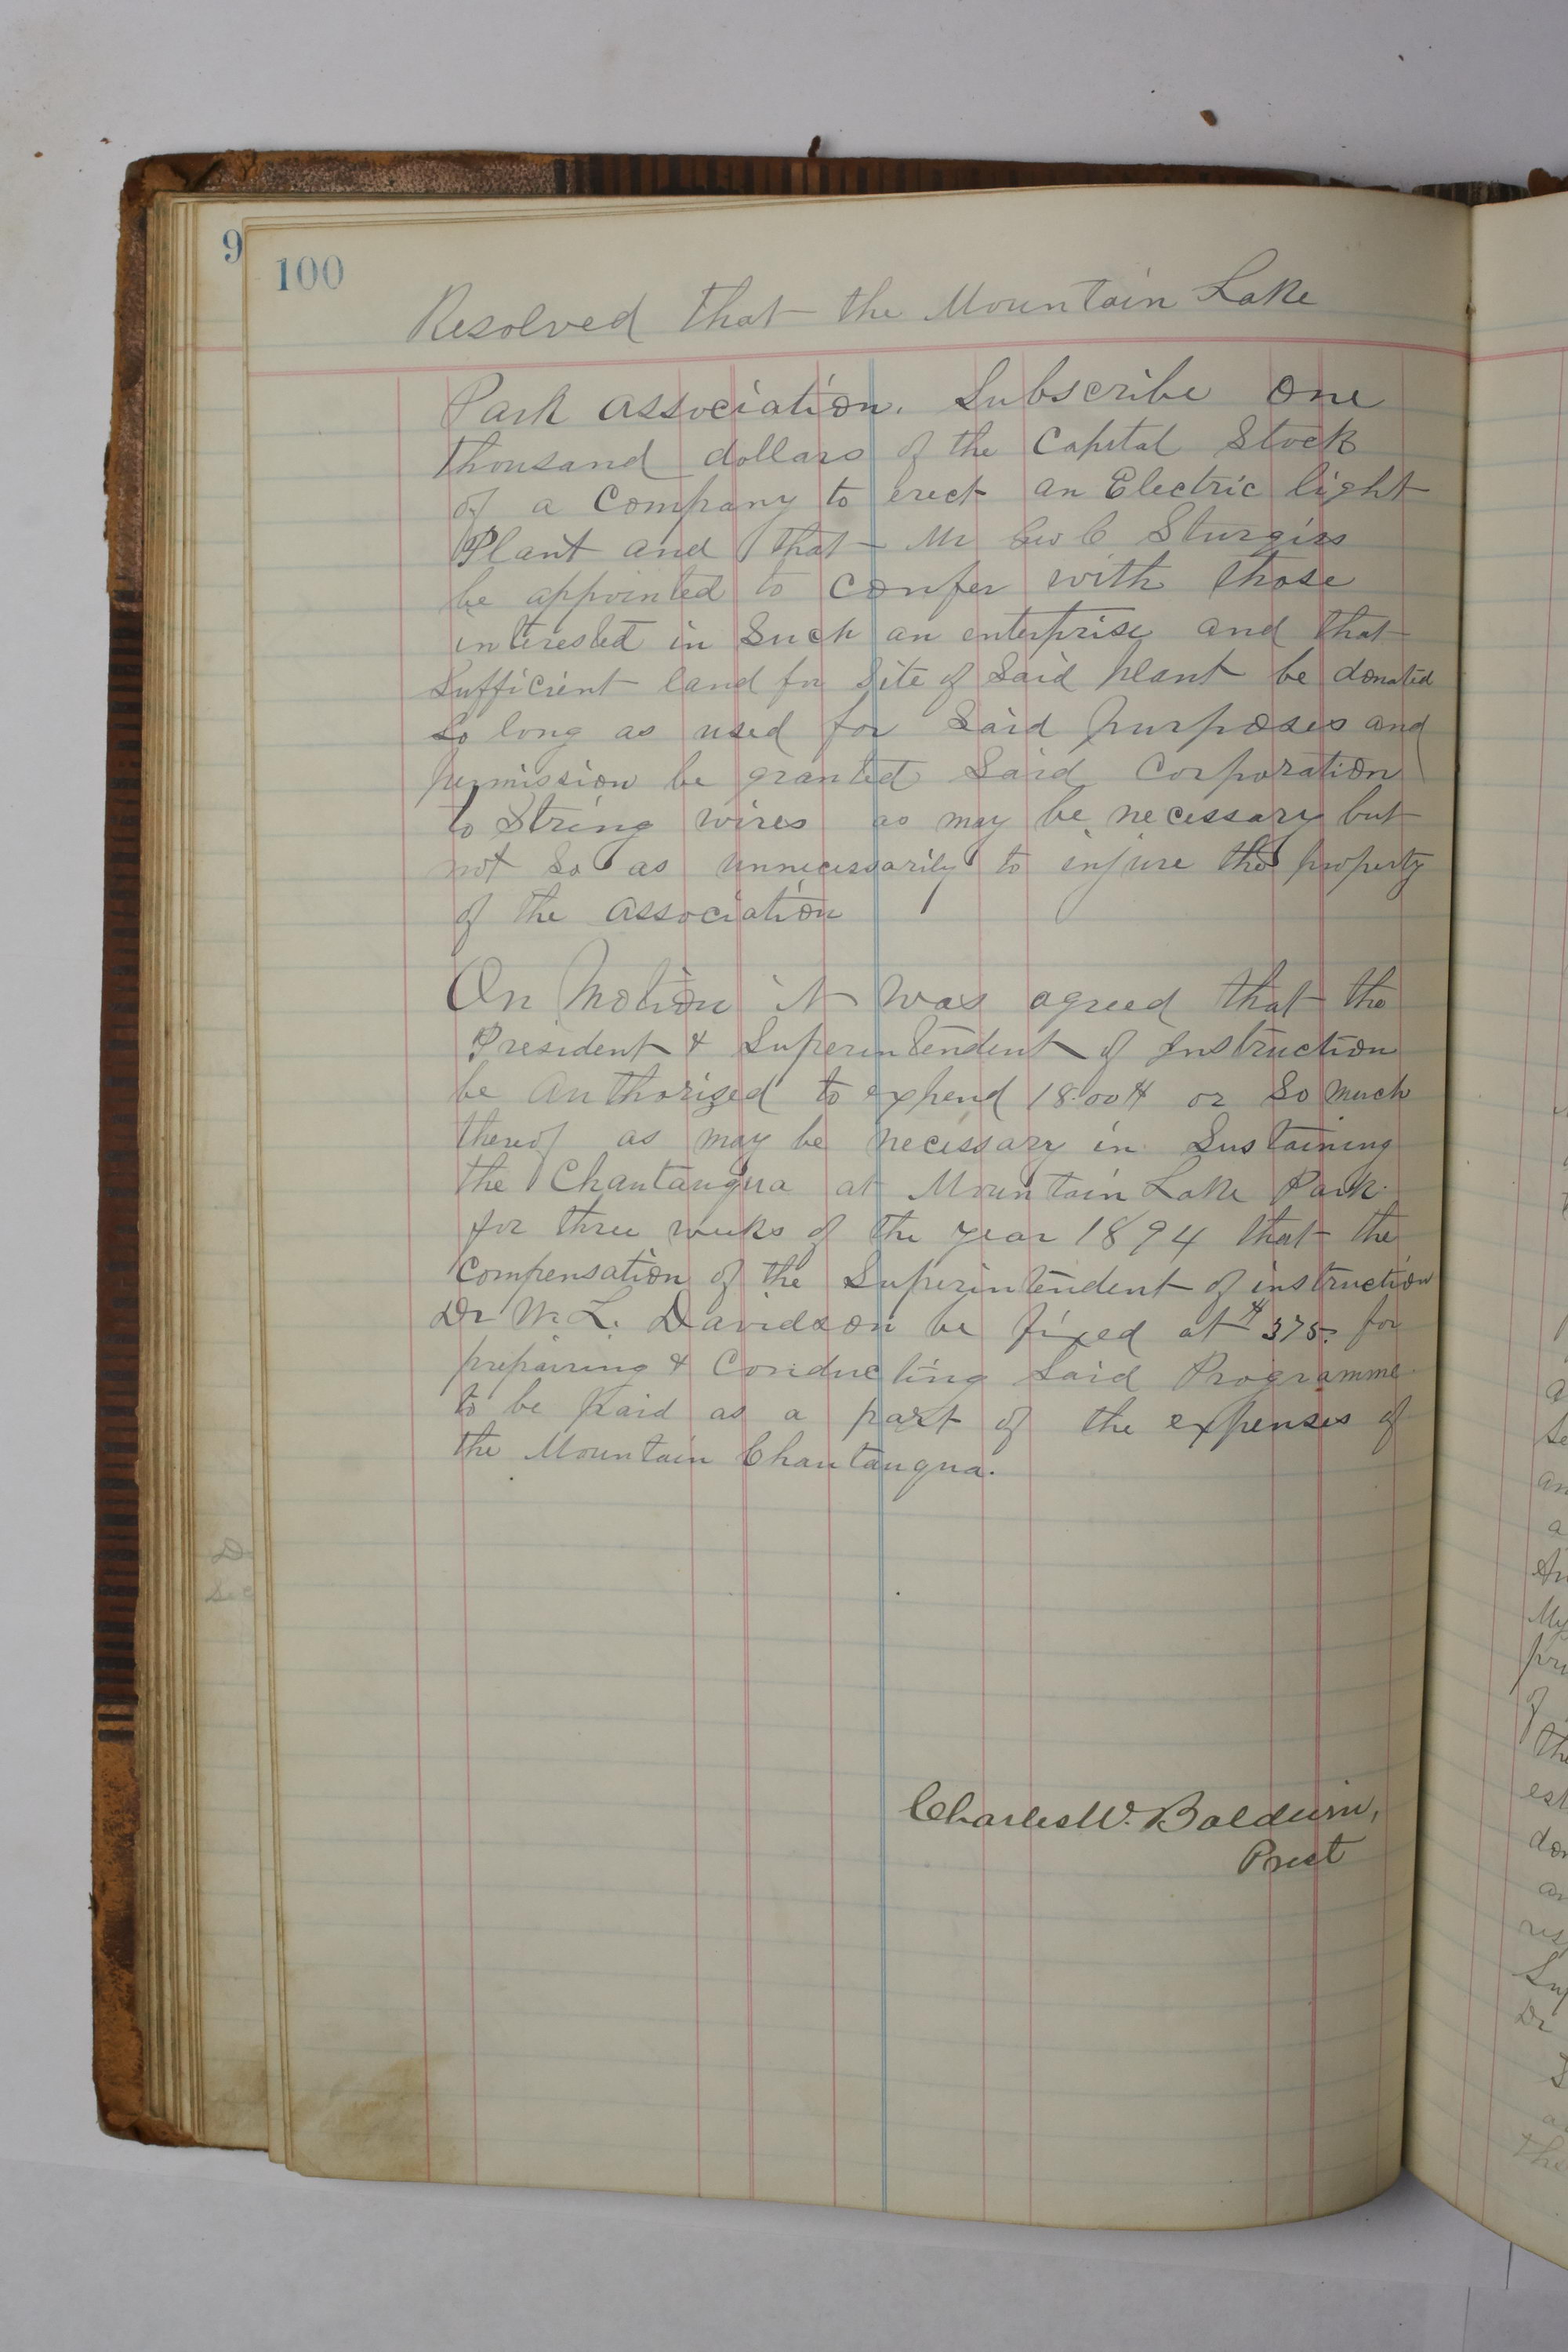 9
100
Resolved that the Mountain Lake
Park association. Subscribe one
thousand dollars of the Capital Stock
of a Company to erect an Electric light
Plant and that Mr Geo C Sturgiss
be appointed to confer with those
interested in Such an enterprise and that
Sufficient land for Site of Said plant be donated
So long as used for Said purposes and
permission be granted Said Corporation
to String wires as may be necessary but
not So as unnecessarily to injure the property
of the association
On Motion it was agreed that the
President & Superintendent of Instruction
be Authorized to expend 1800$ or So much
thereof as may be necessary in Sustaining
the Chautauqua at Mountain Lake Park
for three weeks of the year 1894 that the
Compensation of the Superintendent of instruction
Dr W. L. Davidson be fixed at $375. for
prepairing & Conducting Said Programme
to be paid as a part of the expenses of
the Mountain Chautauqua.
Charles W. Baldwin,
Prest